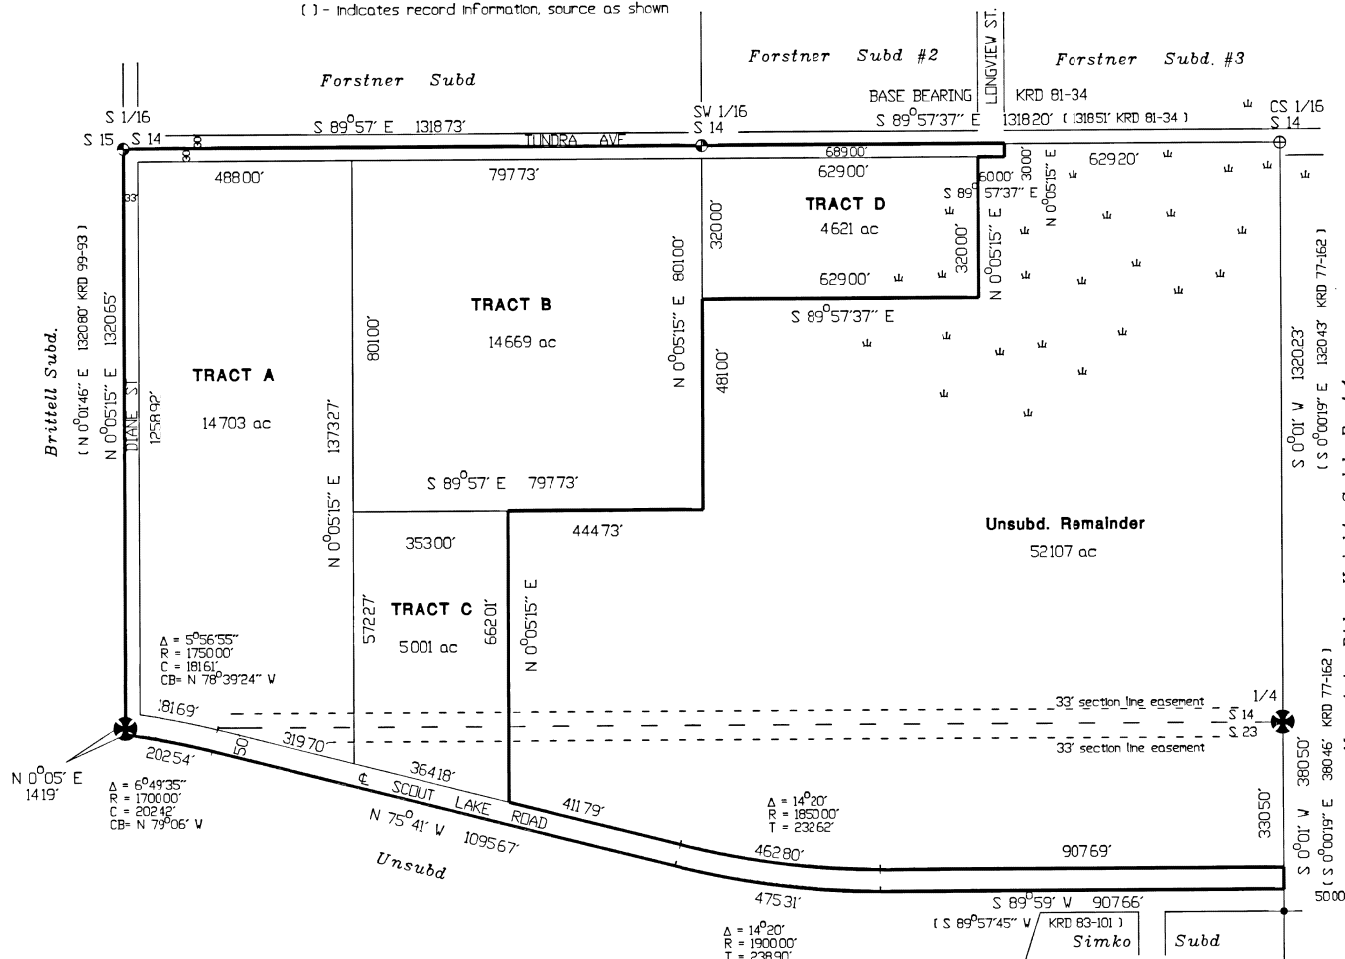 ( ) - Indicates record information, source as shown
Forstner Subd
Forstner Subd #2
Forstner Subd. #3
LONGVIEW ST.
BASE BEARING KRD 81-34
S 1/16
S 15 S 14
S 89°57' E 1318.73'
TUNDRA AVE
SW 1/16
S 14
S 89°57'37" E 1318.20' ( 1318.51' KRD 81-34 )
CS 1/16
S 14
30
30
33'
488.00'
797.73'
689.00'
629.00'
60.00'
30.00'
N 0°05'15" E
629.20'
S 89°57'37" E
TRACT D
4.621 ac
320.00'
320.00'
N 0°05'15" E
629.00'
S 89°57'37" E
Brittell Subd.
( N 0°01'46" E 1320.80' KRD 99-93 )
N 0°05'15" E 1320.65'
DIANE ST
1258.92'
TRACT A
14.703 ac
TRACT B
14.669 ac
801.00'
N 0°05'15" E 801.00'
481.00'
N 0°05'15" E 1373.27'
S 89°57' E 797.73'
444.73'
353.00'
TRACT C
5.001 ac
572.27'
662.01'
N 0°05'15" E
Unsubd. Remainder
52.107 ac
S 0°01' W 1320.23'
( S 0°00'19" E 1320.43' KRD 77-162 )
Δ = 5°56'55"
R = 1750.00'
C = 181.61'
CB= N 78°39'24" W
181.69'
319.70'
364.18'
202.54'
50
℄ SCOUT LAKE ROAD
N 75°41' W 1095.67'
Unsubd
N 0°05' E
14.19'
Δ = 6°49'35"
R = 1700.00'
C = 202.42'
CB= N 79°06' W
33' section line easement
33' section line easement
1/4
S 14
S 23
411.79'
Δ = 14°20'
R = 1850.00'
T = 232.62'
462.80'
907.69'
475.31'
S 89°59' W 907.66'
( S 89°57'45" W KRD 83-101 )
Δ = 14°20'
R = 1900.00'
T = 238.90'
330.50'
S 0°01' W 380.50'
( S 0°00'19" E 380.46' KRD 77-162 )
50.00
Simko Subd